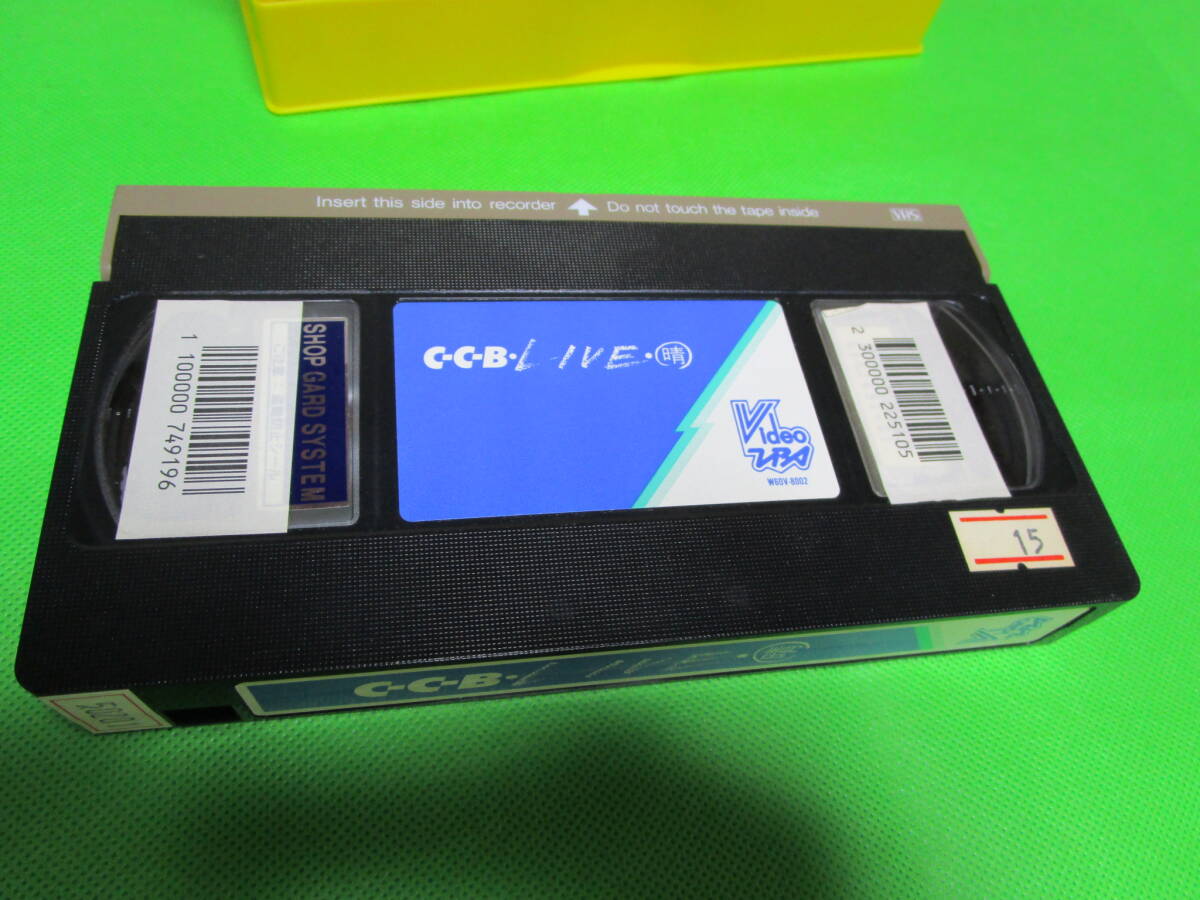 Insert this side into recorder Do not touch the tape inside
VHS
SHOP GARD SYSTEM
1 100000 749196
C-C-B・LIVE・晴
Video
W60V-8002
2 300000 225105
15
C-C-B・LIVE・晴